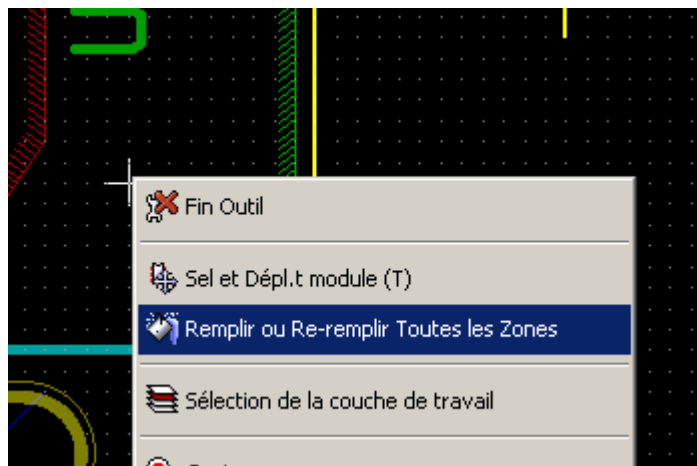 Fin Outil
Sel et Dépl.t module (T)
Remplir ou Re-remplir Toutes les Zones
Sélection de la couche de travail